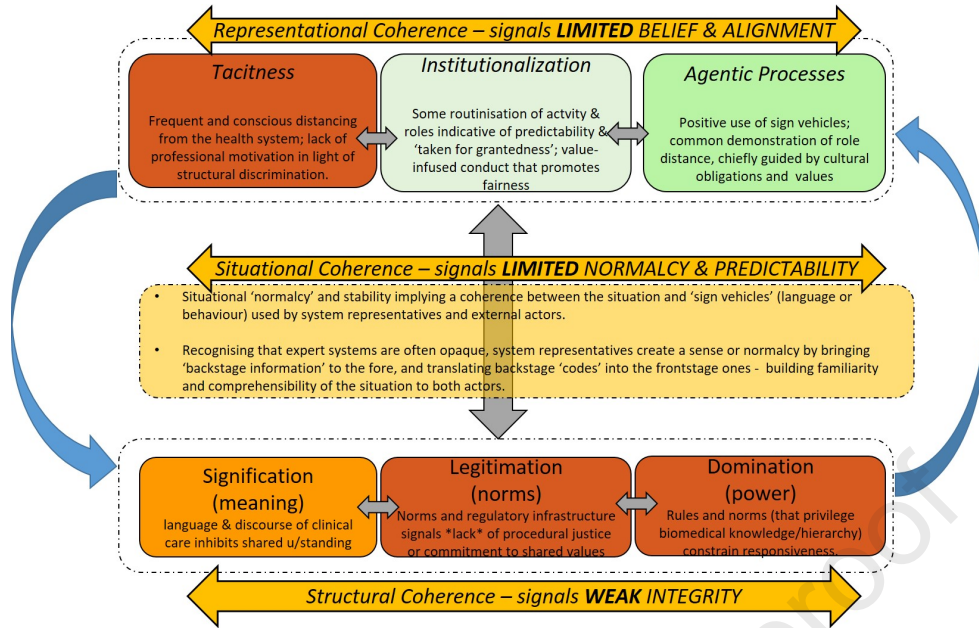 Representational Coherence – signals LIMITED BELIEF & ALIGNMENT
Tacitness
Frequent and conscious distancing
from the health system; lack of
professional motivation in light of
structural discrimination.
Institutionalization
Some routinisation of actvity &
roles indicative of predictability &
‘taken for grantedness’; value-
infused conduct that promotes
fairness
Agentic Processes
Positive use of sign vehicles;
common demonstration of role
distance, chiefly guided by cultural
obligations and values
Situational Coherence – signals LIMITED NORMALCY & PREDICTABILITY
• Situational ‘normalcy’ and stability implying a coherence between the situation and ‘sign vehicles’ (language or
behaviour) used by system representatives and external actors.
• Recognising that expert systems are often opaque, system representatives create a sense or normalcy by bringing
‘backstage information’ to the fore, and translating backstage ‘codes’ into the frontstage ones - building familiarity
and comprehensibility of the situation to both actors.
Signification
(meaning)
language & discourse of clinical
care inhibits shared u/standing
Legitimation
(norms)
Norms and regulatory infrastructure
signals *lack* of procedural justice
or commitment to shared values
Domination
(power)
Rules and norms (that privilege
biomedical knowledge/hierarchy)
constrain responsiveness.
Structural Coherence – signals WEAK INTEGRITY
roof